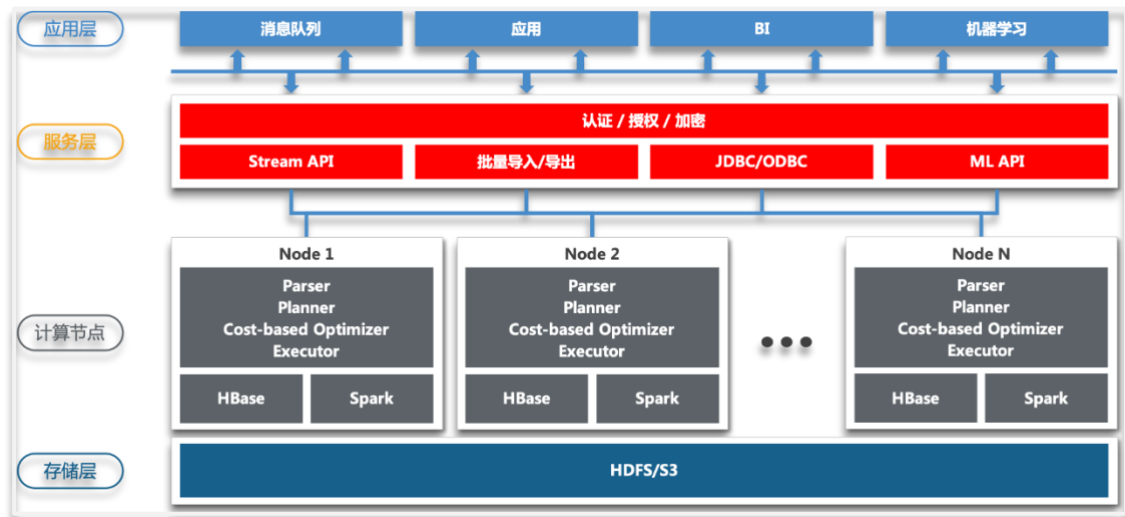 应用层
消息队列
应用
BI
机器学习
服务层
认证 / 授权 / 加密
Stream API
批量导入/导出
JDBC/ODBC
ML API
计算节点
Node 1
Parser
Planner
Cost-based Optimizer
Executor
HBase
Spark
Node 2
Parser
Planner
Cost-based Optimizer
Executor
HBase
Spark
Node N
Parser
Planner
Cost-based Optimizer
Executor
HBase
Spark
存储层
HDFS/S3